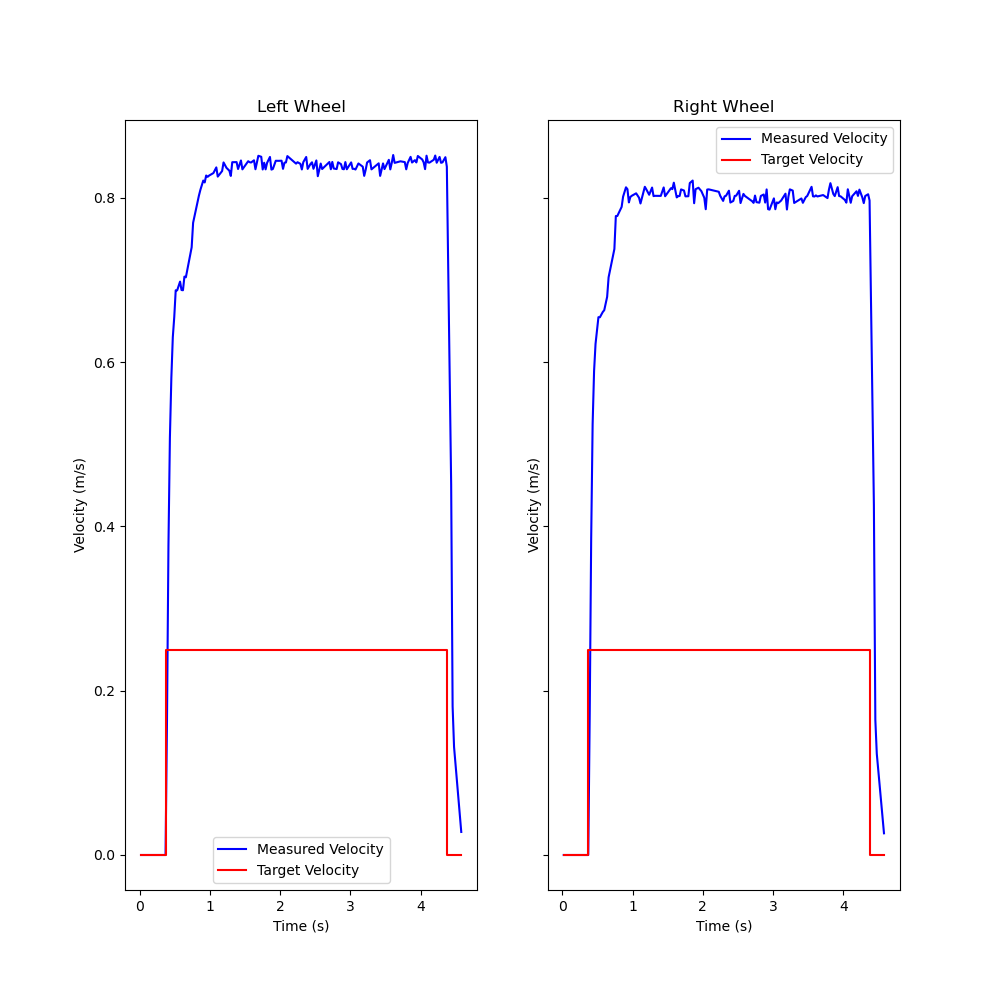 Left Wheel
Velocity (m/s)
0.8
0.6
0.4
0.2
0.0
Measured Velocity
Target Velocity
0 1 2 3 4
Time (s)
Right Wheel
Velocity (m/s)
Measured Velocity
Target Velocity
0 1 2 3 4
Time (s)